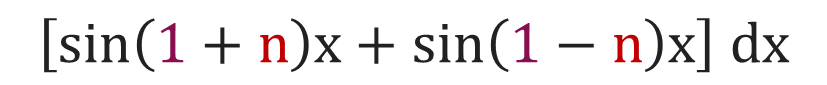 [sin(1 + n)x + sin(1 − n)x] dx